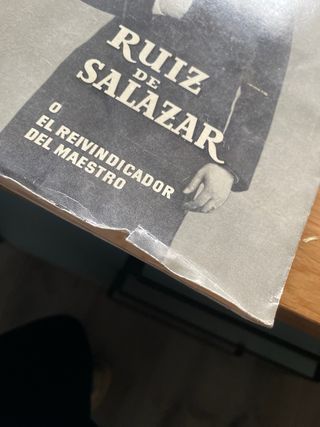 RUIZ
DE
SALAZAR
O
EL REIVINDICADOR
DEL MAESTRO